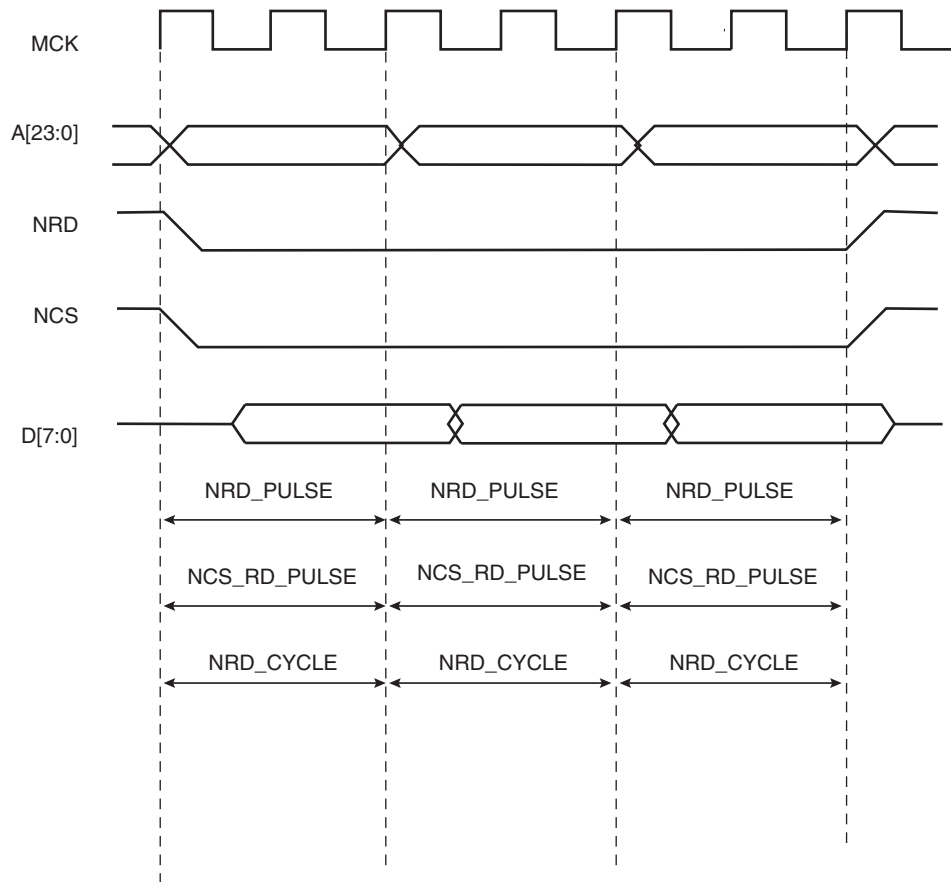 MCK
A[23:0]
NRD
NCS
D[7:0]
NRD_PULSE NRD_PULSE NRD_PULSE
NCS_RD_PULSE NCS_RD_PULSE NCS_RD_PULSE
NRD_CYCLE NRD_CYCLE NRD_CYCLE